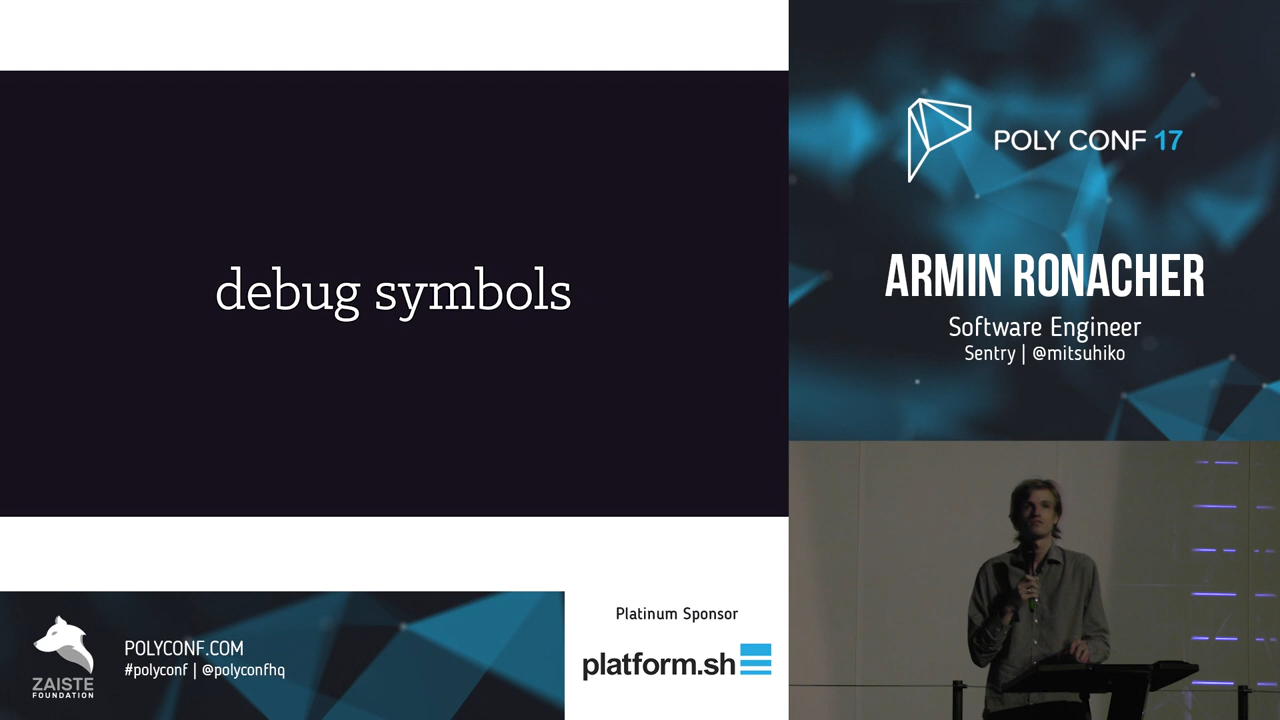 debug symbols
POLY CONF 17
ARMIN RONACHER
Software Engineer
Sentry | @mitsuhiko
ZAISTE
FOUNDATION
POLYCONF.COM
#polyconf | @polyconfhq
Platinum Sponsor
platform.sh